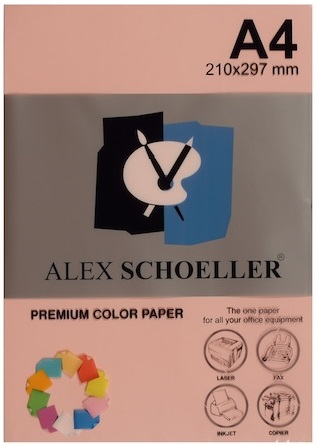 A4
210x297 mm
ALEX SCHOELLER®
PREMIUM COLOR PAPER
The one paper
for all your office equipment
LASER
FAX
INKJET
COPIER